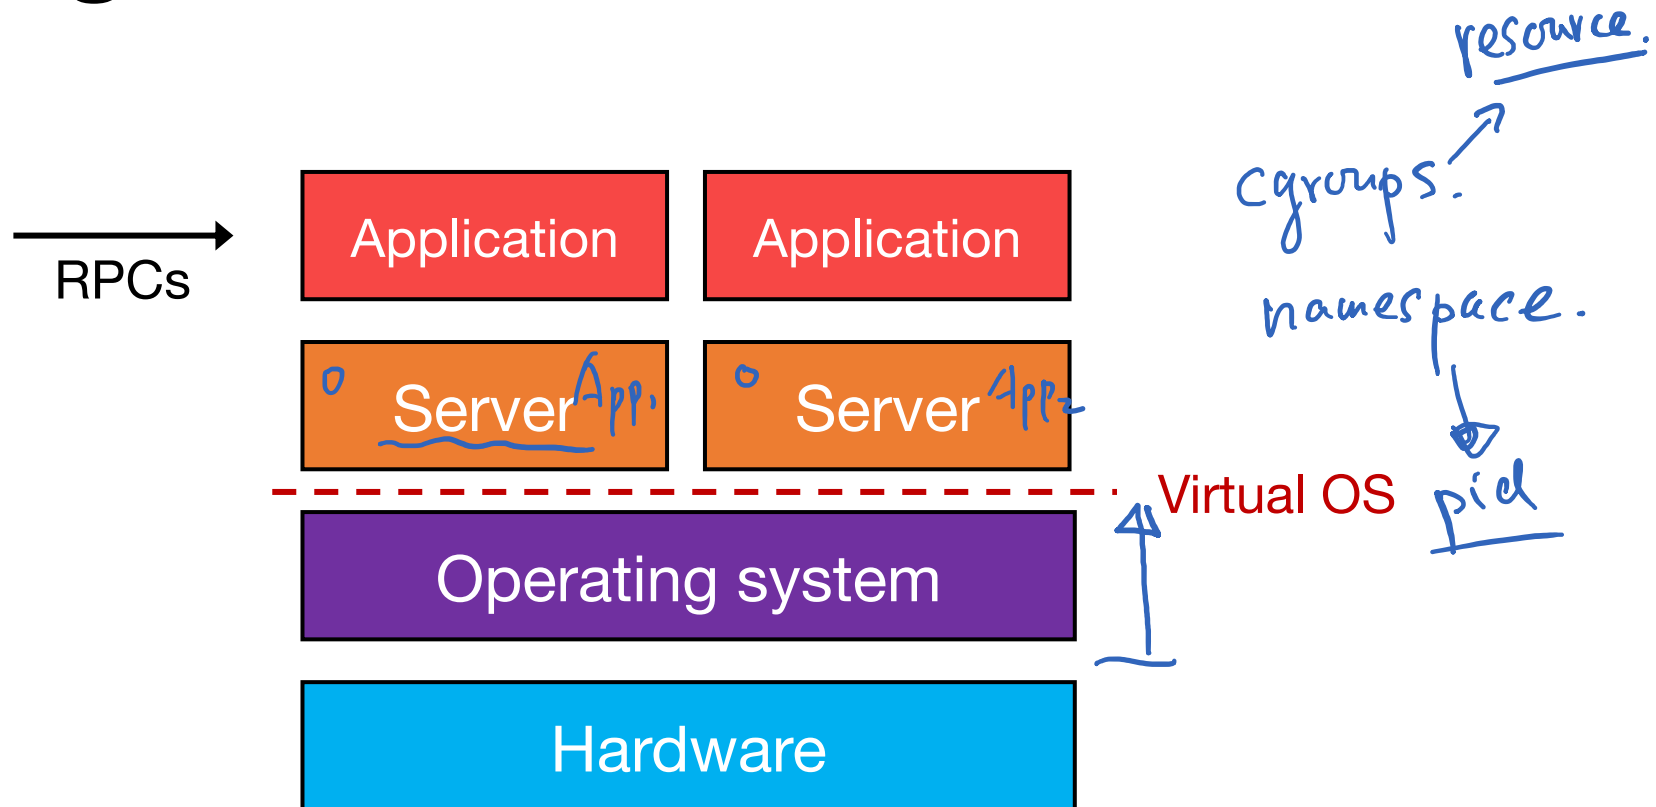 resource.
cgroups.
Application Application
RPCs
namespace.
Server App1 Server App2
Virtual OS
pid
Operating system
Hardware